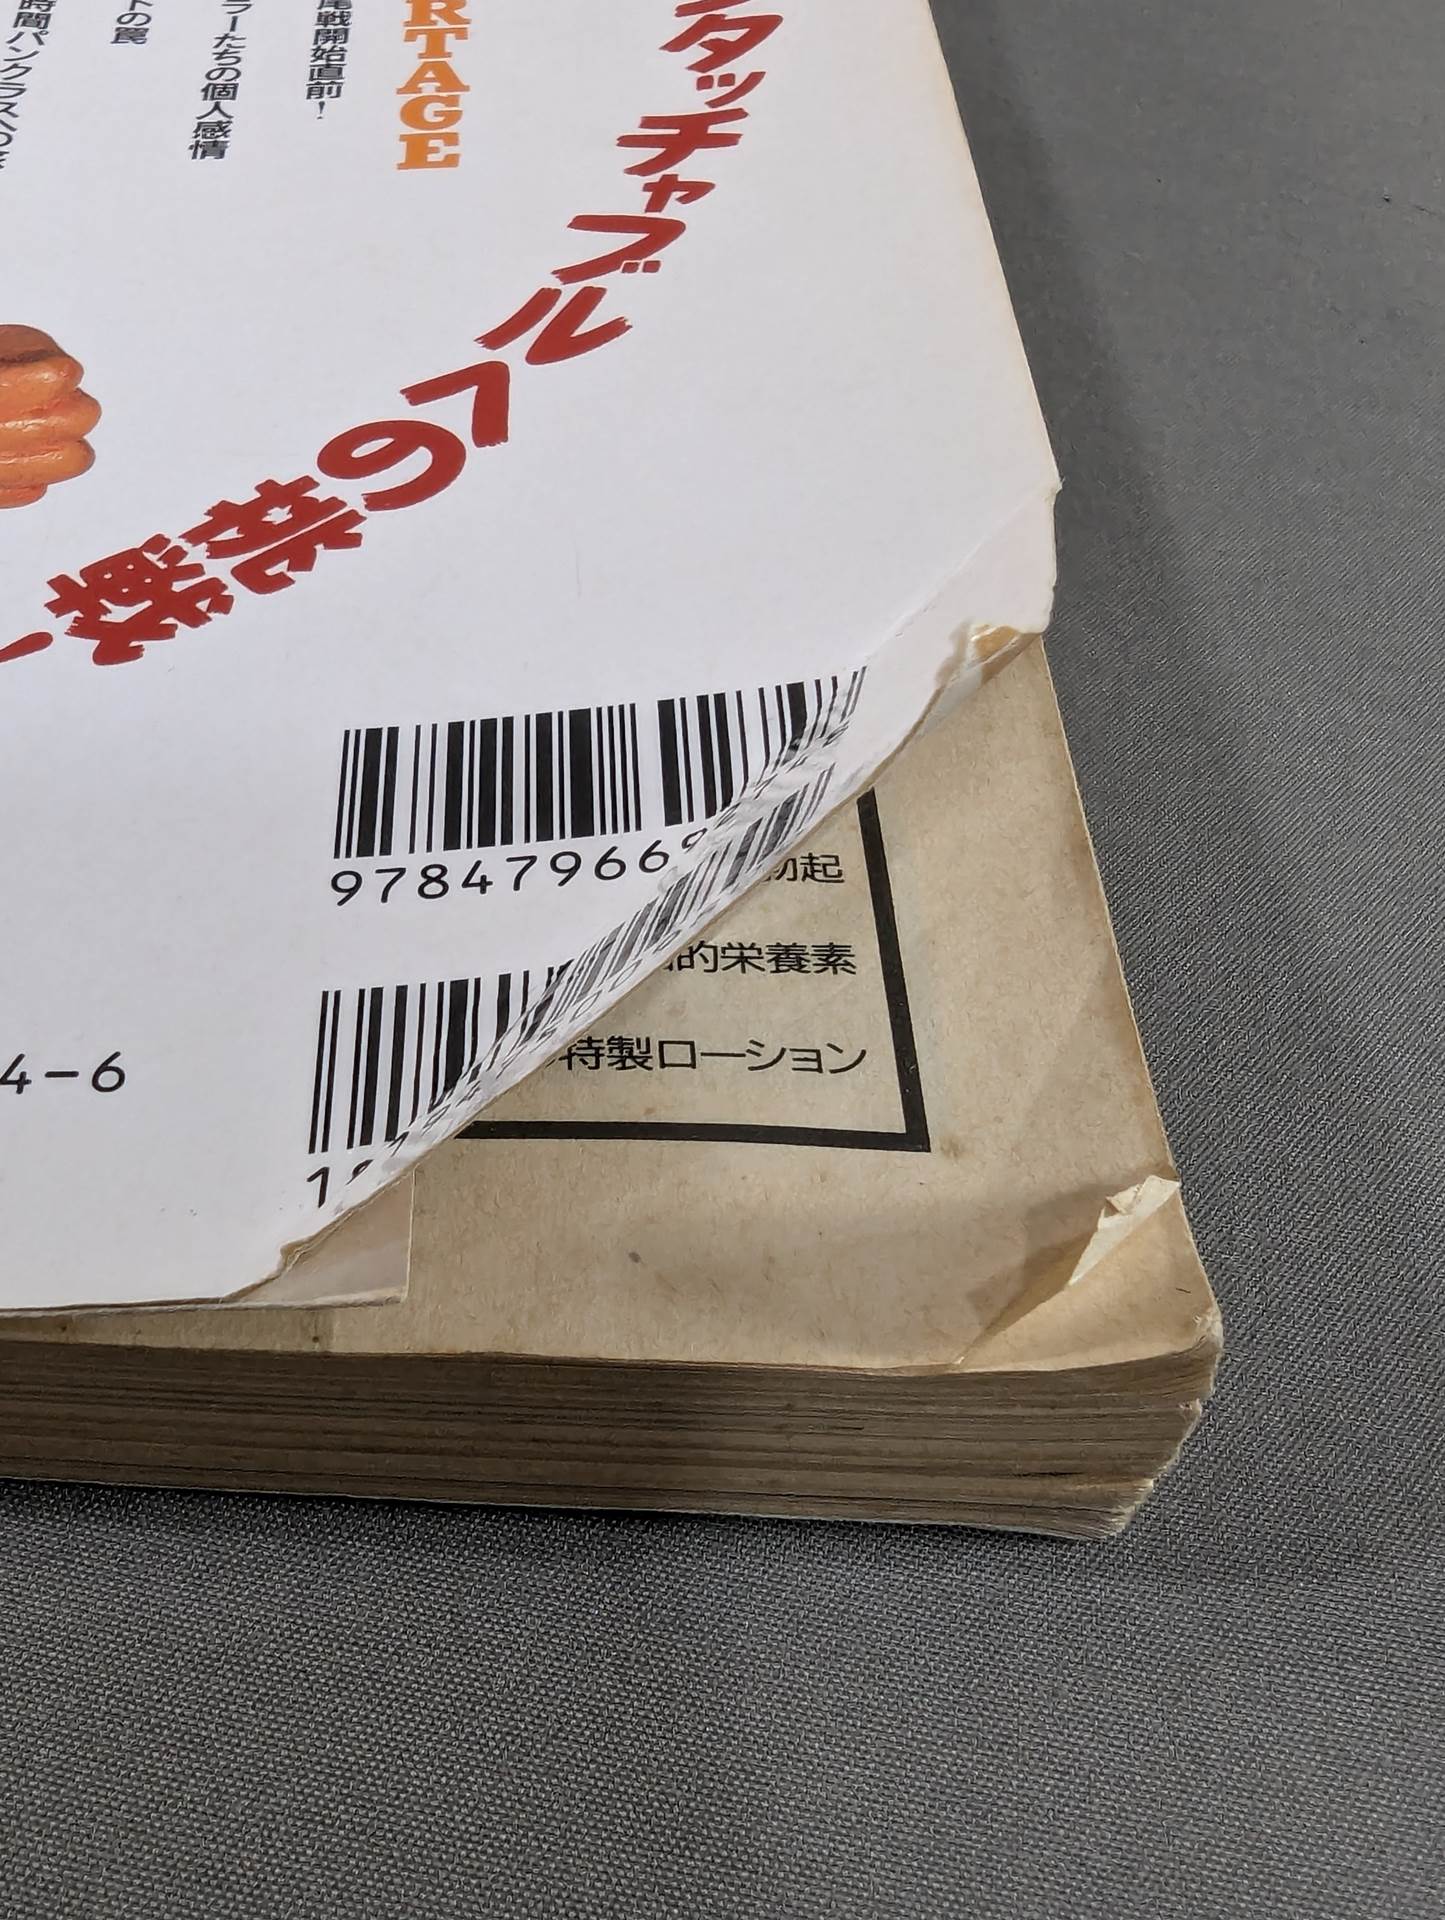 タッチャブルへの挑戦
RTAGE
尾戦開始直前！
ラーたちの個人感情
トの罠
時間パンクラスへの
978479669
勃起
的栄養素
特製ローション
4-6